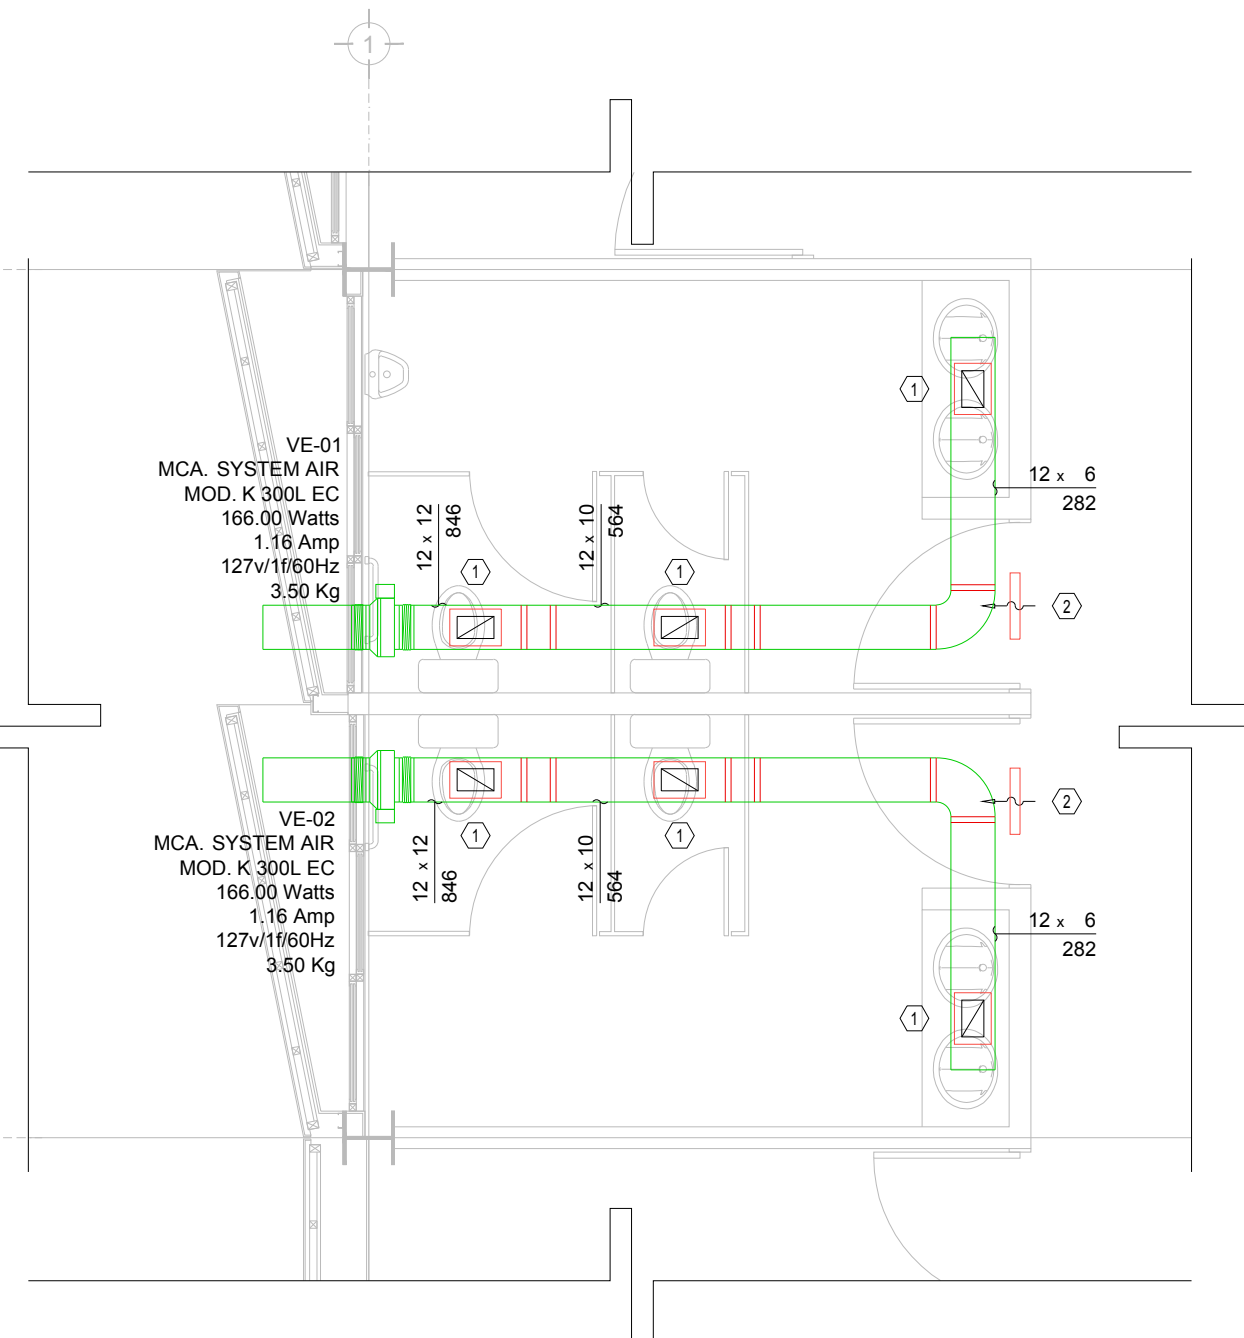 1
VE-01
MCA. SYSTEM AIR
MOD. K 300L EC
166.00 Watts
1.16 Amp
127v/1f/60Hz
3.50 Kg
12 x 12
846
12 x 10
564
1
1
1
12 x 6
282
2
VE-02
MCA. SYSTEM AIR
MOD. K 300L EC
166.00 Watts
1.16 Amp
127v/1f/60Hz
3.50 Kg
12 x 12
846
12 x 10
564
1
1
2
12 x 6
282
1